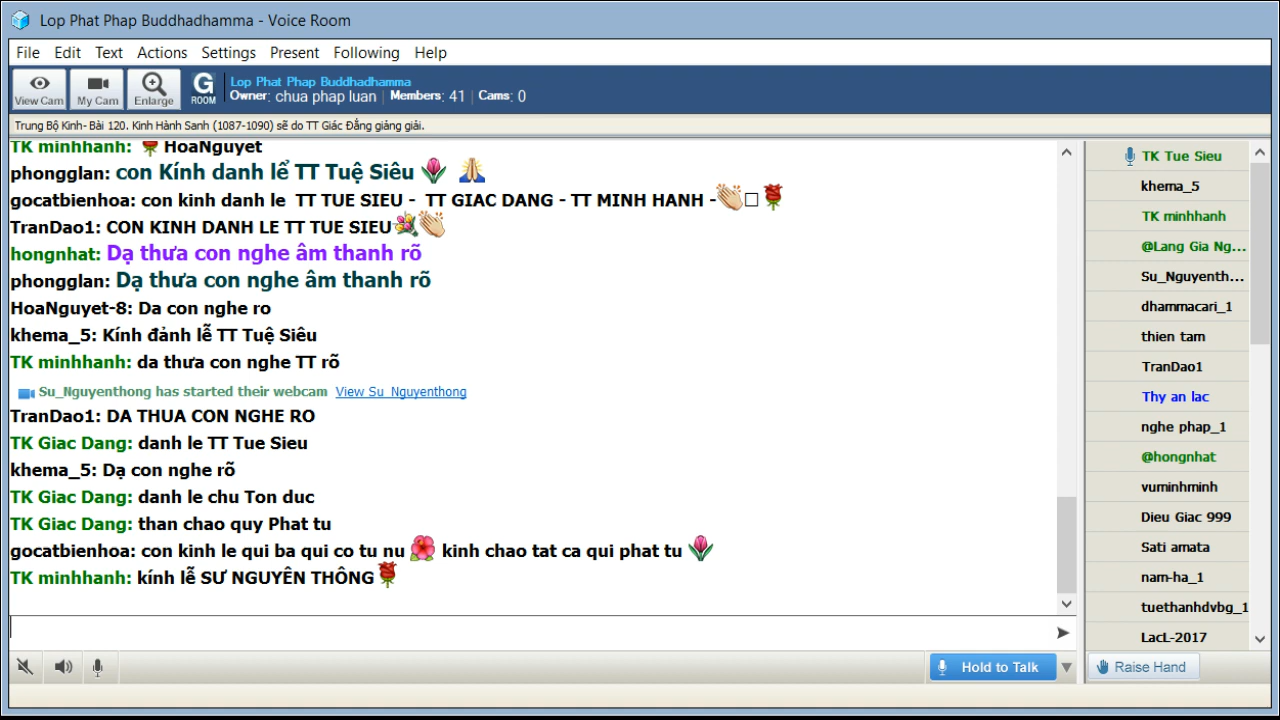 Lop Phat Phap Buddhadhamma - Voice Room
File Edit Text Actions Settings Present Following Help
View Cam My Cam Enlarge G ROOM
Lop Phat Phap Buddhadhamma
Owner: chua phap luan | Members: 41 | Cams: 0
Trung Bộ Kinh- Bài 120. Kinh Hành Sanh (1087-1090) sẽ do TT Giác Đẳng giảng giải.
TK minhhanh: 🌹 HoaNguyet
phongglan: con Kính danh lể TT Tuệ Siêu 🌷 🙏
gocatbienhoa: con kinh danh le TT TUE SIEU - TT GIAC DANG - TT MINH HANH -👏□🌹
TranDao1: CON KINH DANH LE TT TUE SIEU💐👏
hongnhat: Dạ thưa con nghe âm thanh rõ
phongglan: Dạ thưa con nghe âm thanh rõ
HoaNguyet-8: Da con nghe ro
khema_5: Kính đảnh lễ TT Tuệ Siêu
TK minhhanh: da thưa con nghe TT rõ
Su_Nguyenthong has started their webcam View Su_Nguyenthong
TranDao1: DA THUA CON NGHE RO
TK Giac Dang: danh le TT Tue Sieu
khema_5: Dạ con nghe rõ
TK Giac Dang: danh le chu Ton duc
TK Giac Dang: than chao quy Phat tu
gocatbienhoa: con kinh le qui ba qui co tu nu 🌺 kinh chao tat ca qui phat tu 🌷
TK minhhanh: kính lễ SƯ NGUYÊN THÔNG🌹
TK Tue Sieu
khema_5
TK minhhanh
@Lang Gia Ng...
Su_Nguyenth...
dhammacari_1
thien tam
TranDao1
Thy an lac
nghe phap_1
@hongnhat
vuminhminh
Dieu Giac 999
Sati amata
nam-ha_1
tuethanhdvbg_1
LacL-2017
Hold to Talk
Raise Hand